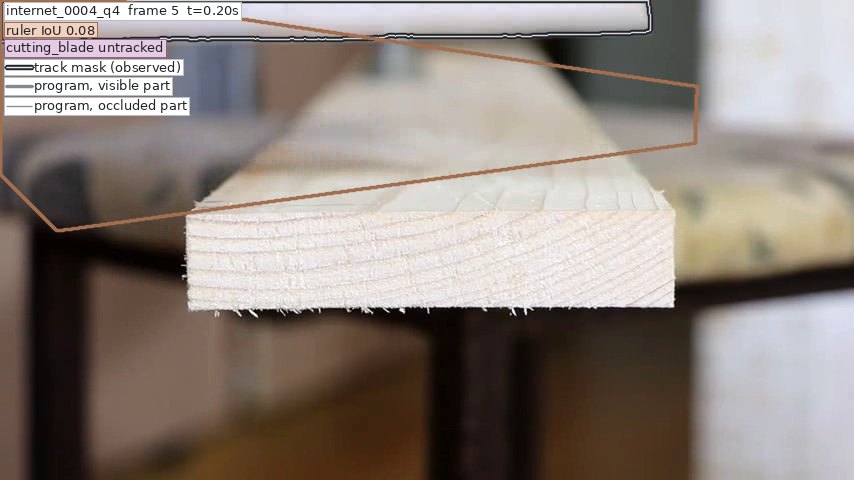 internet_0004_q4  frame 5  t=0.20s
ruler IoU 0.08
cutting_blade untracked
track mask (observed)
program, visible part
program, occluded part